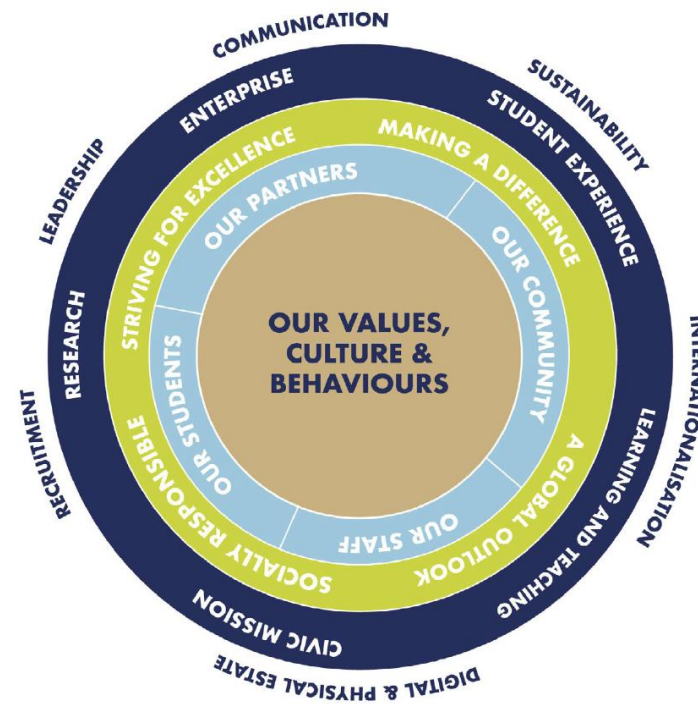 COMMUNICATION
SUSTAINABILITY
INTERNATIONALISATION
DIGITAL & PHYSICAL ESTATE
RECRUITMENT
LEADERSHIP
ENTERPRISE
STUDENT EXPERIENCE
LEARNING AND TEACHING
CIVIC MISSION
RESEARCH
STRIVING FOR EXCELLENCE
MAKING A DIFFERENCE
A GLOBAL OUTLOOK
SOCIALLY RESPONSIBLE
OUR PARTNERS
OUR COMMUNITY
OUR STAFF
OUR STUDENTS
OUR VALUES,
CULTURE &
BEHAVIOURS